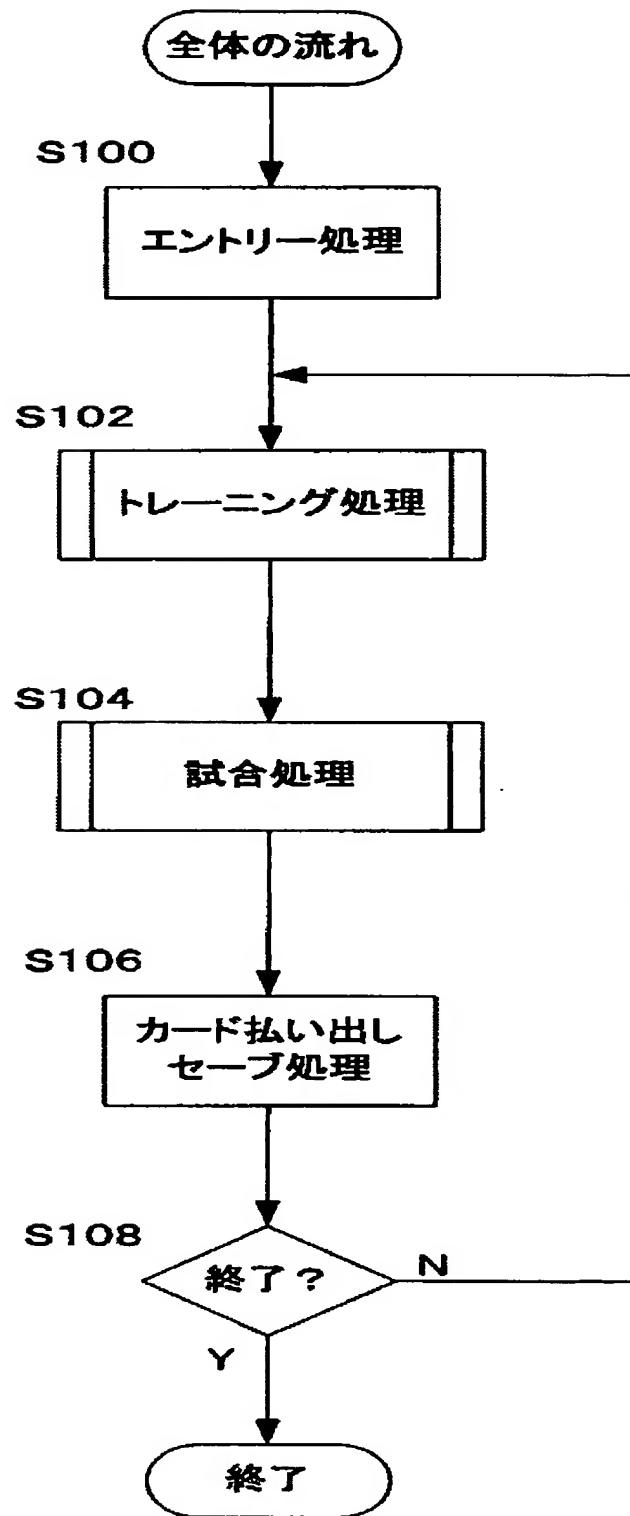 全体の流れ
S100
エントリー処理
S102
トレーニング処理
S104
試合処理
S106
カード払い出し
セーブ処理
S108
終了？
N
Y
終了